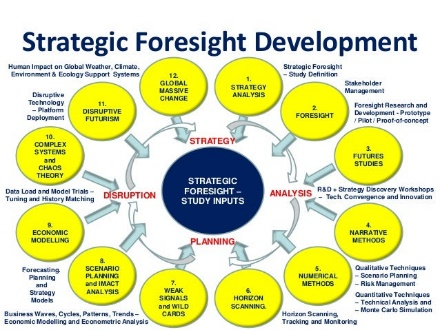 Strategic Foresight Development
Human Impact on Global Weather, Climate,
Environment & Ecology Support Systems
12.
GLOBAL
MASSIVE
CHANGE
1.
STRATEGY
ANALYSIS
Strategic Foresight
– Study Definition
Stakeholder
Management
2.
FORESIGHT
Foresight Research and
Development - Prototype
/ Pilot / Proof-of-concept
3.
FUTURES
STUDIES
R&D + Strategy Discovery Workshops
– Tech. Convergence and Innovation
4.
NARRATIVE
METHODS
Qualitative Techniques
– Scenario Planning
– Risk Management
5.
NUMERICAL
METHODS
Quantitative Techniques
– Technical Analysis and
– Monte Carlo Simulation
6.
HORIZON
SCANNING.
Horizon Scanning,
Tracking and Monitoring
7.
WEAK
SIGNALS
and WILD
CARDS
8.
SCENARIO
PLANNING
and IMACT
ANALYSIS
Business Waves, Cycles, Patterns, Trends –
Economic Modelling and Econometric Analysis
Forecasting,
Planning
and
Strategy
Models
9.
ECONOMIC
MODELLING
Data Load and Model Trials –
Tuning and History Matching
10.
COMPLEX
SYSTEMS
and
CHAOS
THEORY
Disruptive
Technology
– Platform
Deployment
11.
DISRUPTIVE
FUTURISM
STRATEGY
DISRUPTION
STRATEGIC
FORESIGHT –
STUDY INPUTS
ANALYSIS
PLANNING